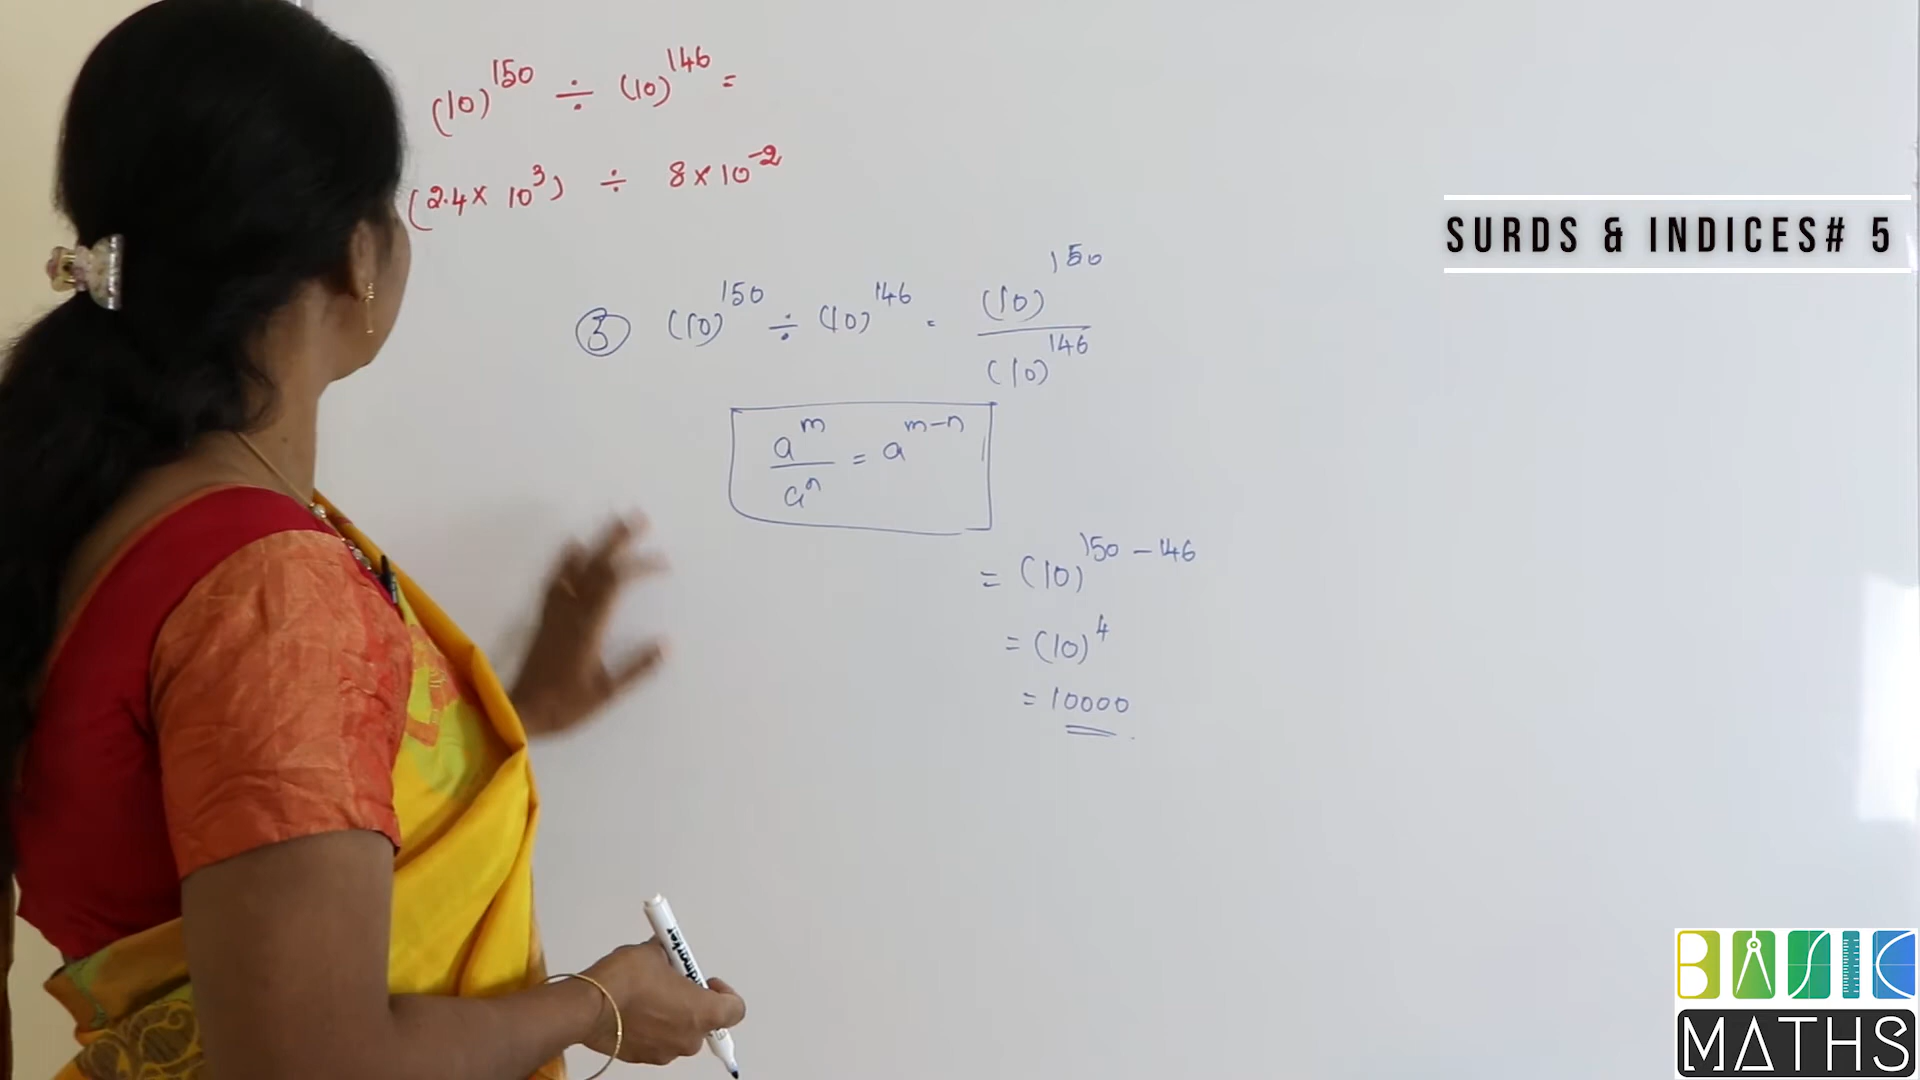 (10)^150 ÷ (10)^146 =
(2.4 × 10^3) ÷ 8 × 10^-2
SURDS & INDICES# 5
③ (10)^150 ÷ (10)^146 = (10)^150 / (10)^146
a^m / a^n = a^m-n
= (10)^150 - 146
= (10)^4
= 10000
BASIC
MATHS